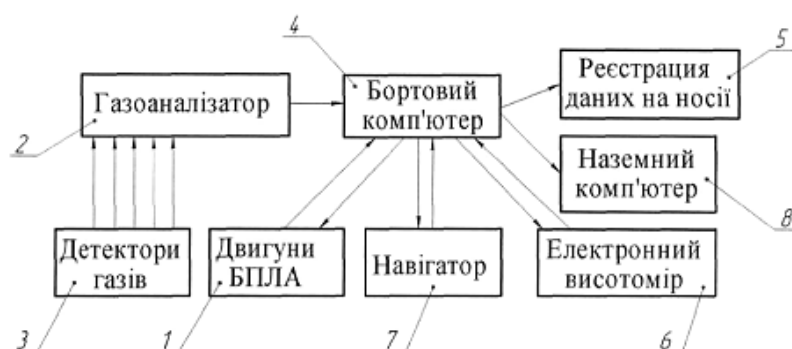 4
5
Газоаналізатор
Бортовий
комп'ютер
Реєстрация
даних на носії
2
Наземний
комп'ютер
8
Детектори
газів
Двигуни
БПЛА
Навігатор
Електронний
висотомір
3
1
7
6